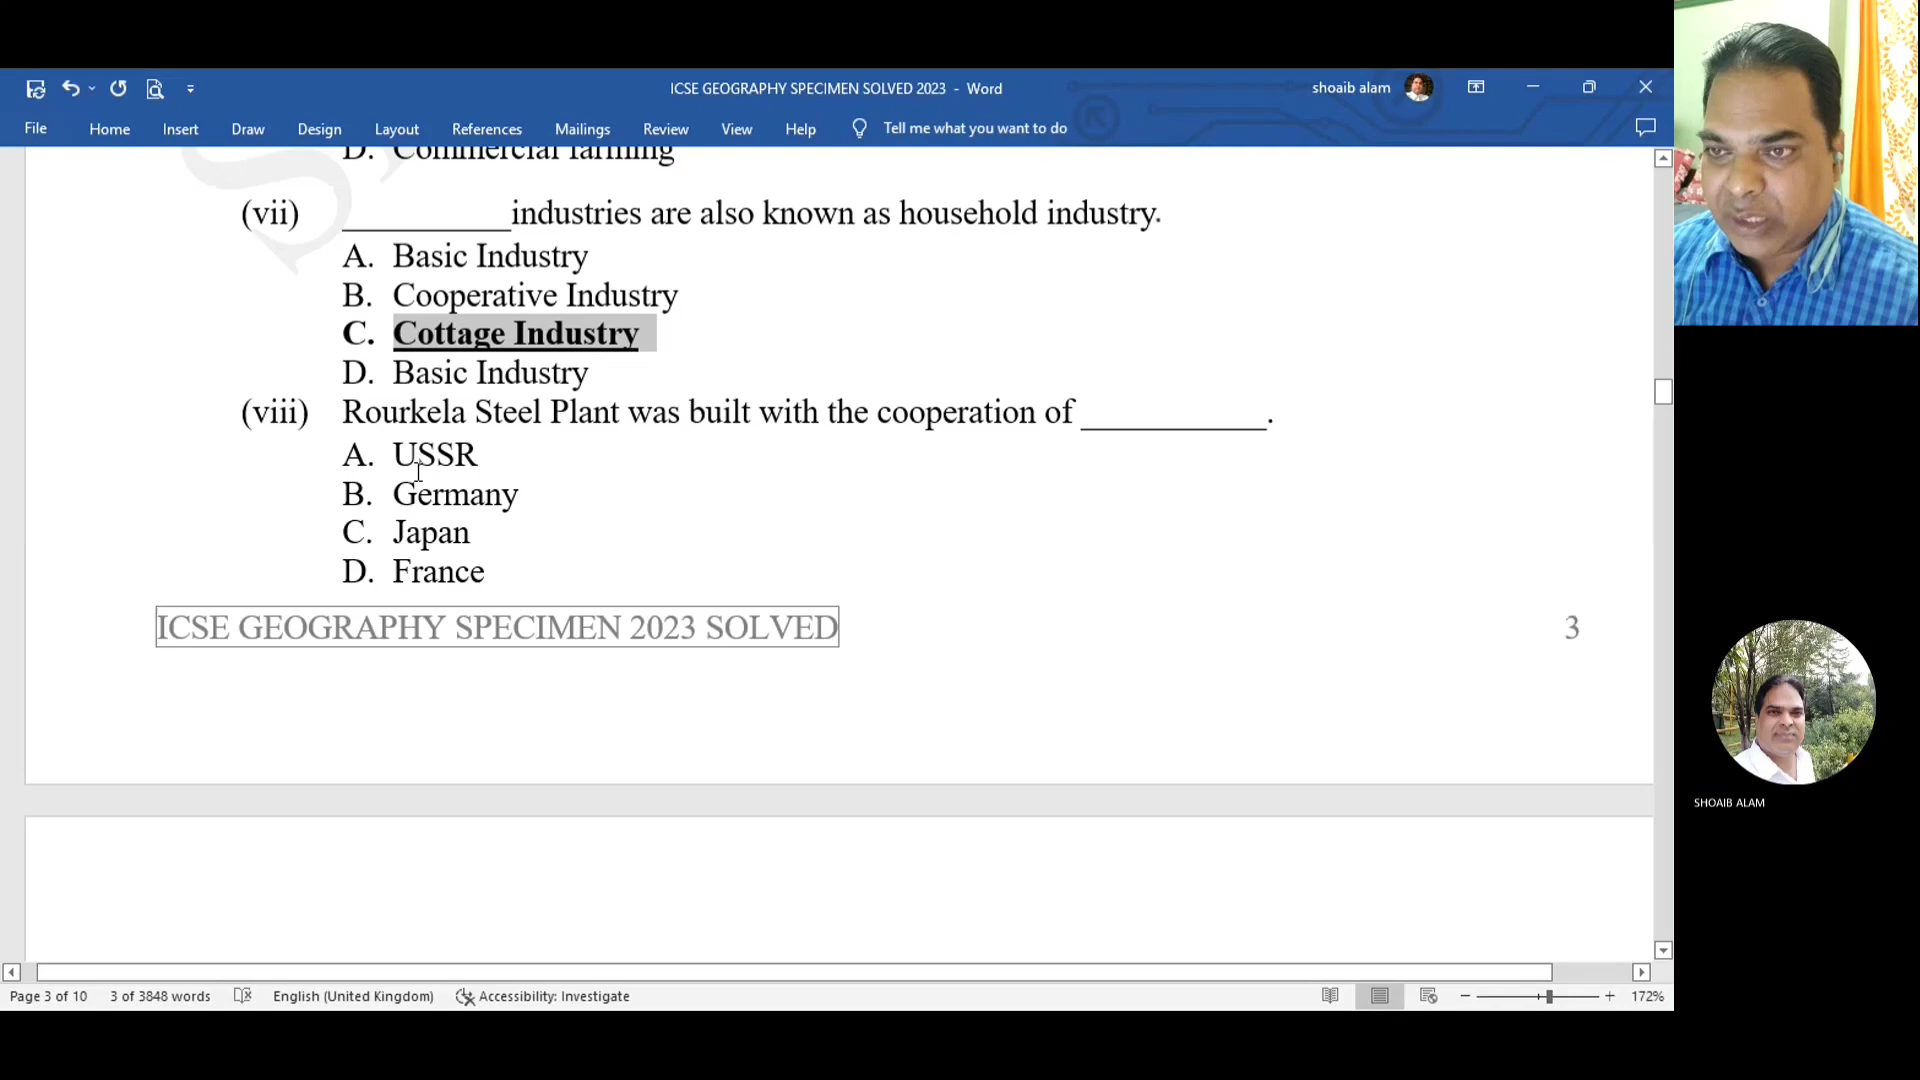 ICSE GEOGRAPHY SPECIMEN SOLVED 2023 - Word
shoaib alam
File Home Insert Draw Design Layout References Mailings Review View Help Tell me what you want to do
D. Commercial farming
(vii) __________industries are also known as household industry.
A. Basic Industry
B. Cooperative Industry
C. Cottage Industry
D. Basic Industry
(viii) Rourkela Steel Plant was built with the cooperation of ___________.
A. USSR
B. Germany
C. Japan
D. France
ICSE GEOGRAPHY SPECIMEN 2023 SOLVED 3
SHOAIB ALAM
Page 3 of 10 3 of 3848 words English (United Kingdom) Accessibility: Investigate 172%